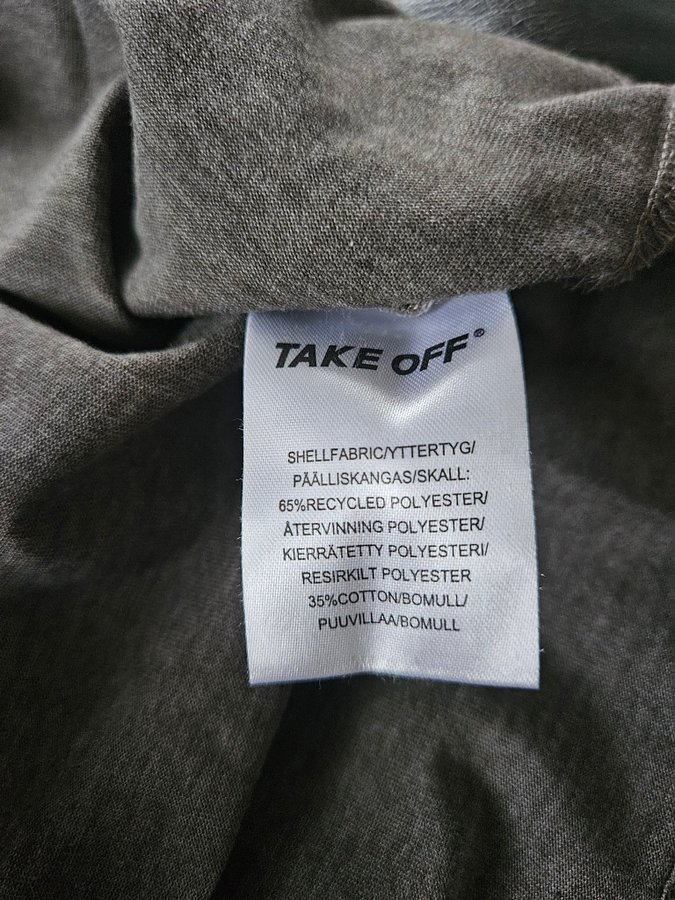 TAKE OFF®
SHELLFABRIC/YTTERTYG/
PÄÄLLISKANGAS/SKALL:
65%RECYCLED POLYESTER/
ÅTERVINNING POLYESTER/
KIERRÄTETTY POLYESTERI/
RESIRKILT POLYESTER
35%COTTON/BOMULL/
PUUVILLAA/BOMULL